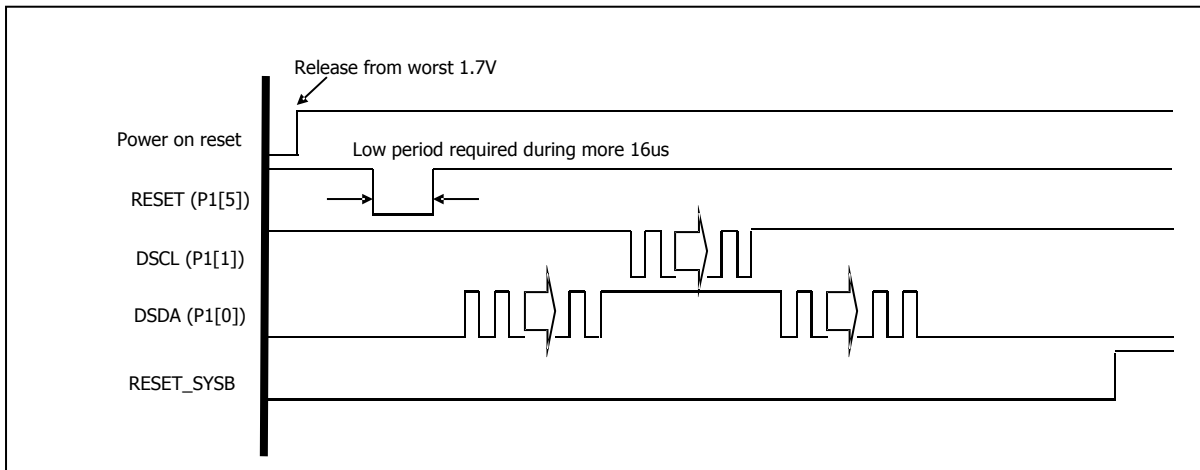 Release from worst 1.7V
Power on reset
Low period required during more 16us
RESET (P1[5])
DSCL (P1[1])
DSDA (P1[0])
RESET_SYSB